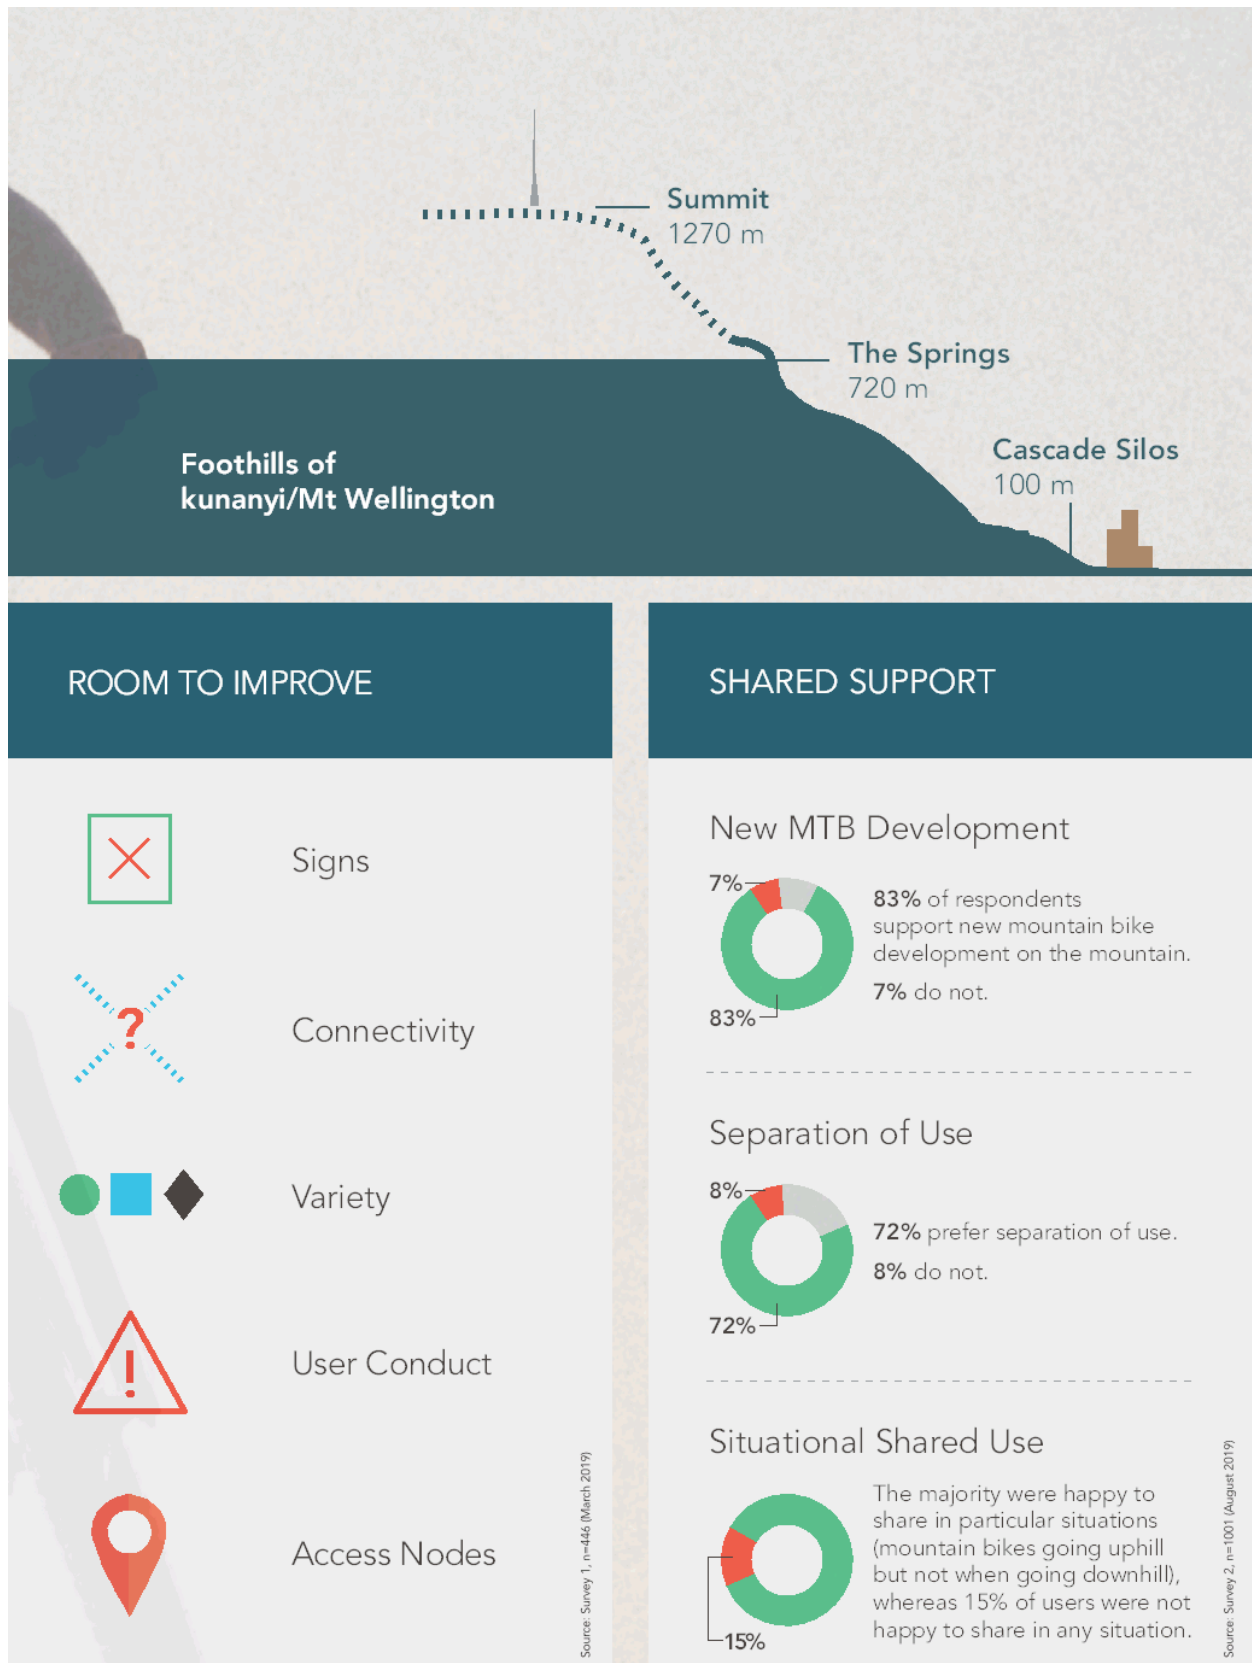 Summit
1270 m
The Springs
720 m
Cascade Silos
100 m
Foothills of
kunanyi/Mt Wellington
ROOM TO IMPROVE
Signs
?
Connectivity
Variety
!
User Conduct
Access Nodes
Source: Survey 1, n=446 (March 2019)
SHARED SUPPORT
New MTB Development
7%
83%
83% of respondents
support new mountain bike
development on the mountain.
7% do not.
Separation of Use
8%
72%
72% prefer separation of use.
8% do not.
Situational Shared Use
15%
The majority were happy to
share in particular situations
(mountain bikes going uphill
but not when going downhill),
whereas 15% of users were not
happy to share in any situation.
Source: Survey 2, n=1001 (August 2019)